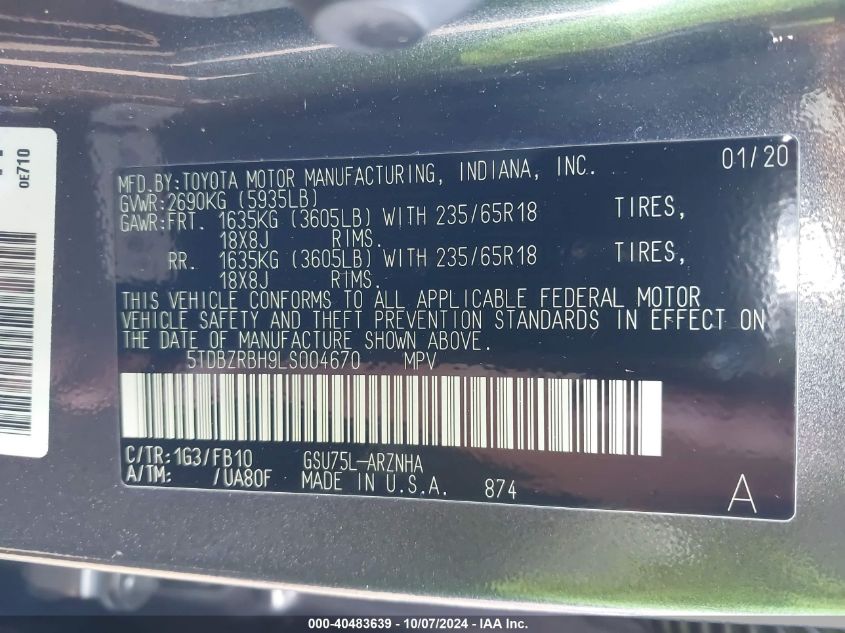 0E710
MFD.BY:TOYOTA MOTOR MANUFACTURING, INDIANA, INC. 01/20
GVWR:2690KG (5935LB)
GAWR:FRT. 1635KG (3605LB) WITH 235/65R18 TIRES,
18X8J RIMS.
RR. 1635KG (3605LB) WITH 235/65R18 TIRES,
18X8J RIMS.
THIS VEHICLE CONFORMS TO ALL APPLICABLE FEDERAL MOTOR
VEHICLE SAFETY AND THEFT PREVENTION STANDARDS IN EFFECT ON
THE DATE OF MANUFACTURE SHOWN ABOVE.
5TDBZRBH9LS004670 MPV
C/TR:1G3/FB10 GSU75L-ARZNHA
A/TM: /UA80F MADE IN U.S.A. 874 A
000-40483639 - 10/07/2024 - IAA Inc.